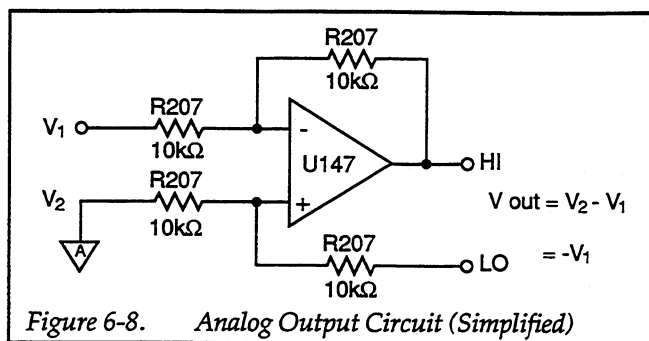 R207
10kΩ
R207
V₁
10kΩ
-
U147
HI
R207
V₂
10kΩ
+
V out = V₂ - V₁
A
R207
10kΩ
LO
= -V₁
Figure 6-8. Analog Output Circuit (Simplified)